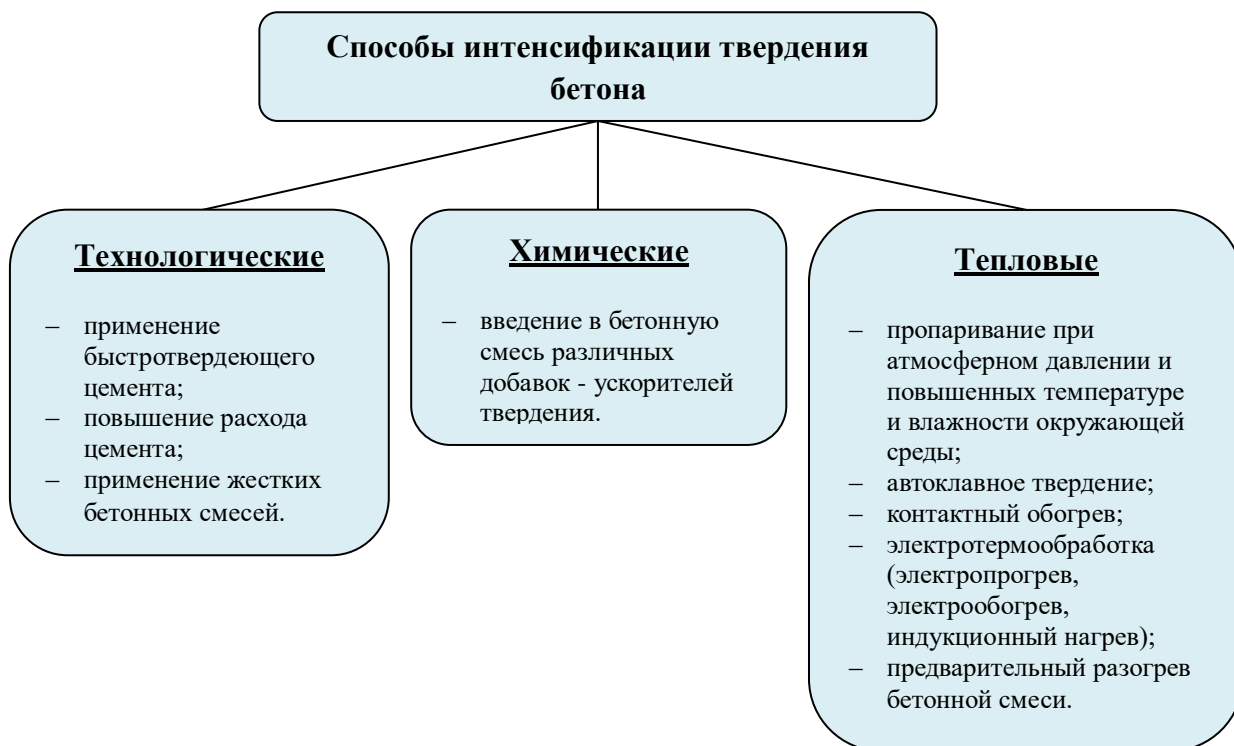 Способы интенсификации твердения
бетона
Технологические
– применение
быстротвердеющего
цемента;
– повышение расхода
цемента;
– применение жестких
бетонных смесей.
Химические
– введение в бетонную
смесь различных
добавок - ускорителей
твердения.
Тепловые
– пропаривание при
атмосферном давлении и
повышенных температуре
и влажности окружающей
среды;
– автоклавное твердение;
– контактный обогрев;
– электротермообработка
(электропрогрев,
электрообогрев,
индукционный нагрев);
– предварительный разогрев
бетонной смеси.